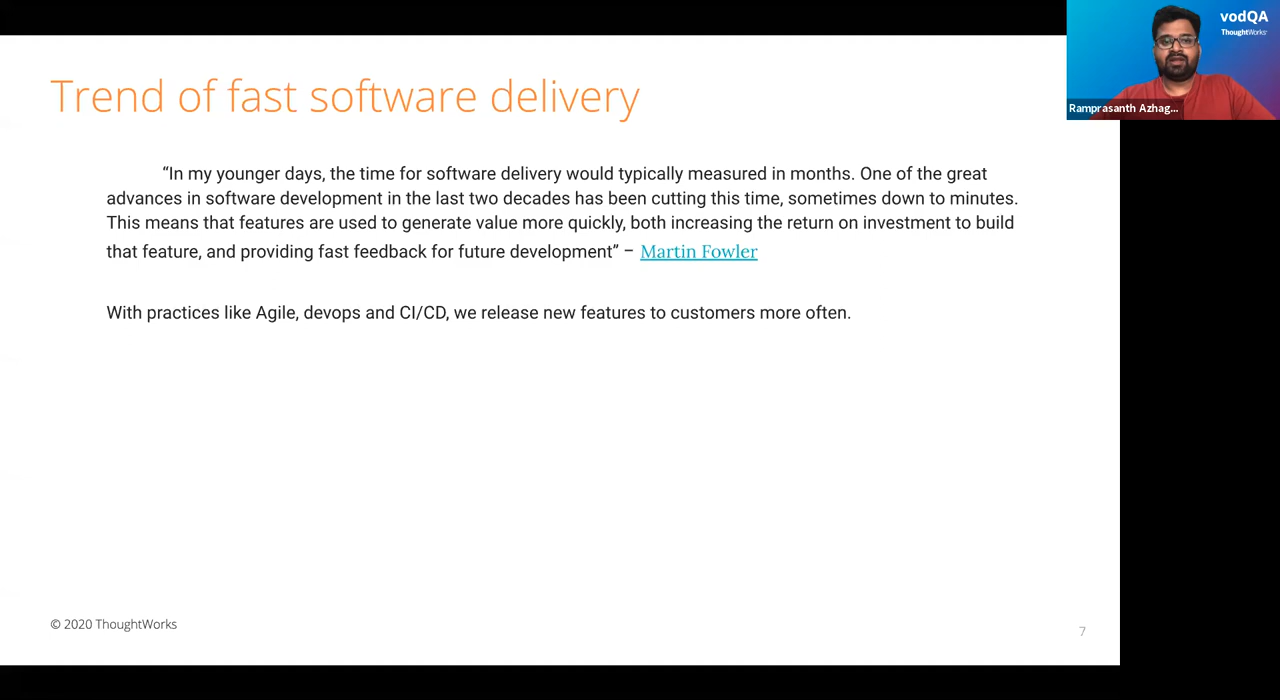 Trend of fast software delivery
“In my younger days, the time for software delivery would typically measured in months. One of the great
advances in software development in the last two decades has been cutting this time, sometimes down to minutes.
This means that features are used to generate value more quickly, both increasing the return on investment to build
that feature, and providing fast feedback for future development” – Martin Fowler
With practices like Agile, devops and CI/CD, we release new features to customers more often.
© 2020 ThoughtWorks
7
vodQA
ThoughtWorks
Ramprasanth Azhag...